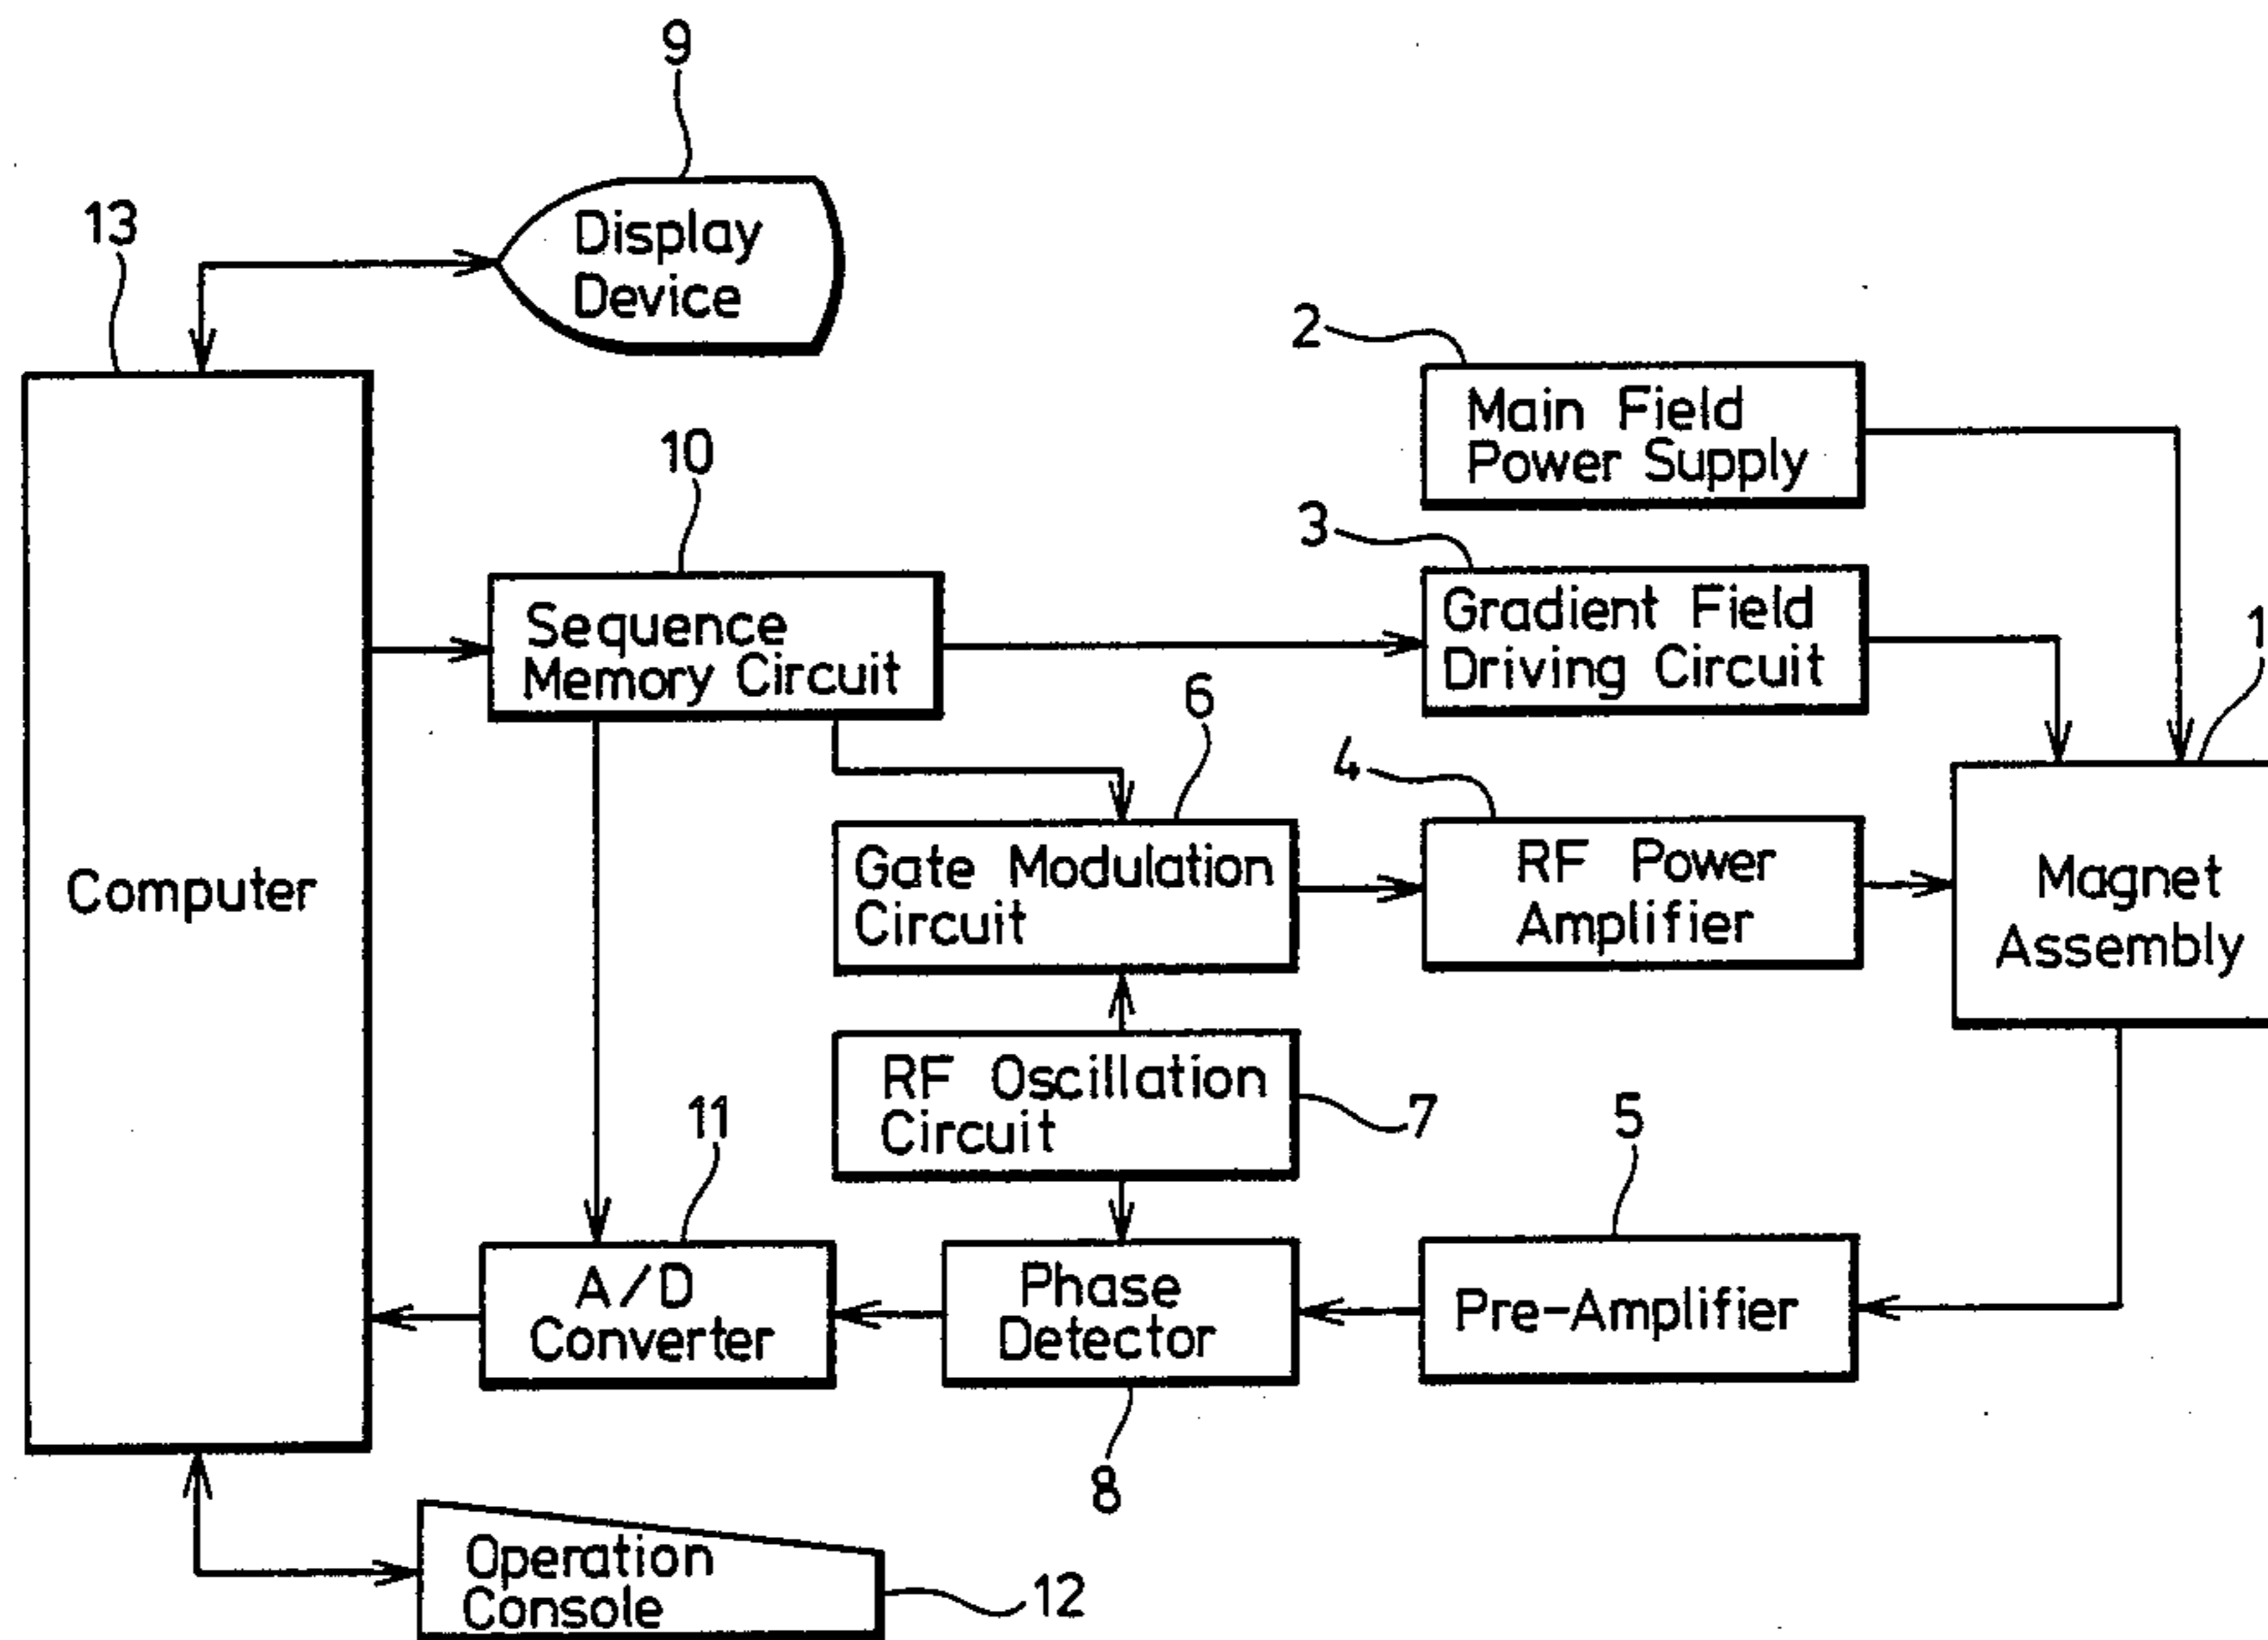 9
Display
Device
13
2
Main Field
Power Supply
10
3
Sequence
Memory Circuit
Gradient Field
Driving Circuit
1
6
4
Computer
Gate Modulation
Circuit
RF Power
Amplifier
Magnet
Assembly
RF Oscillation
Circuit
7
11
5
A/D
Converter
Phase
Detector
Pre-Amplifier
8
Operation
Console
12